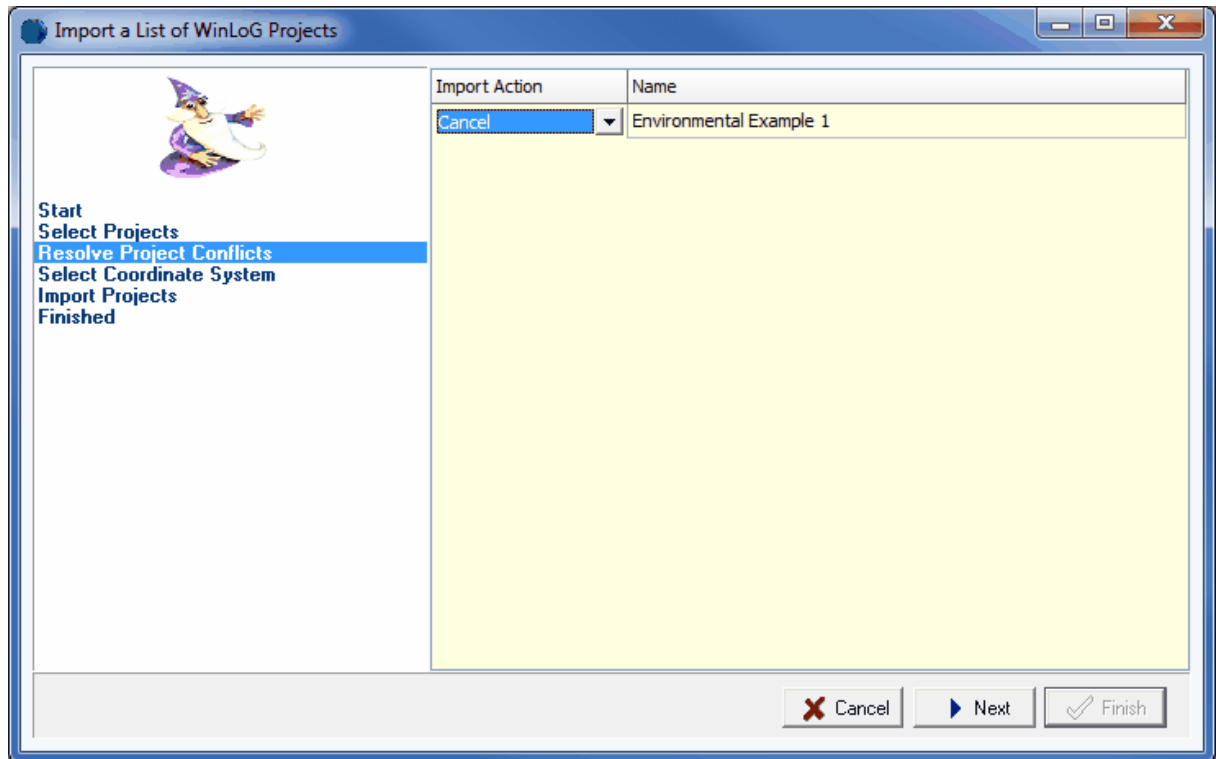 Import a List of WinLoG Projects
Import Action Name
Cancel Environmental Example 1
Start
Select Projects
Resolve Project Conflicts
Select Coordinate System
Import Projects
Finished
Cancel Next Finish